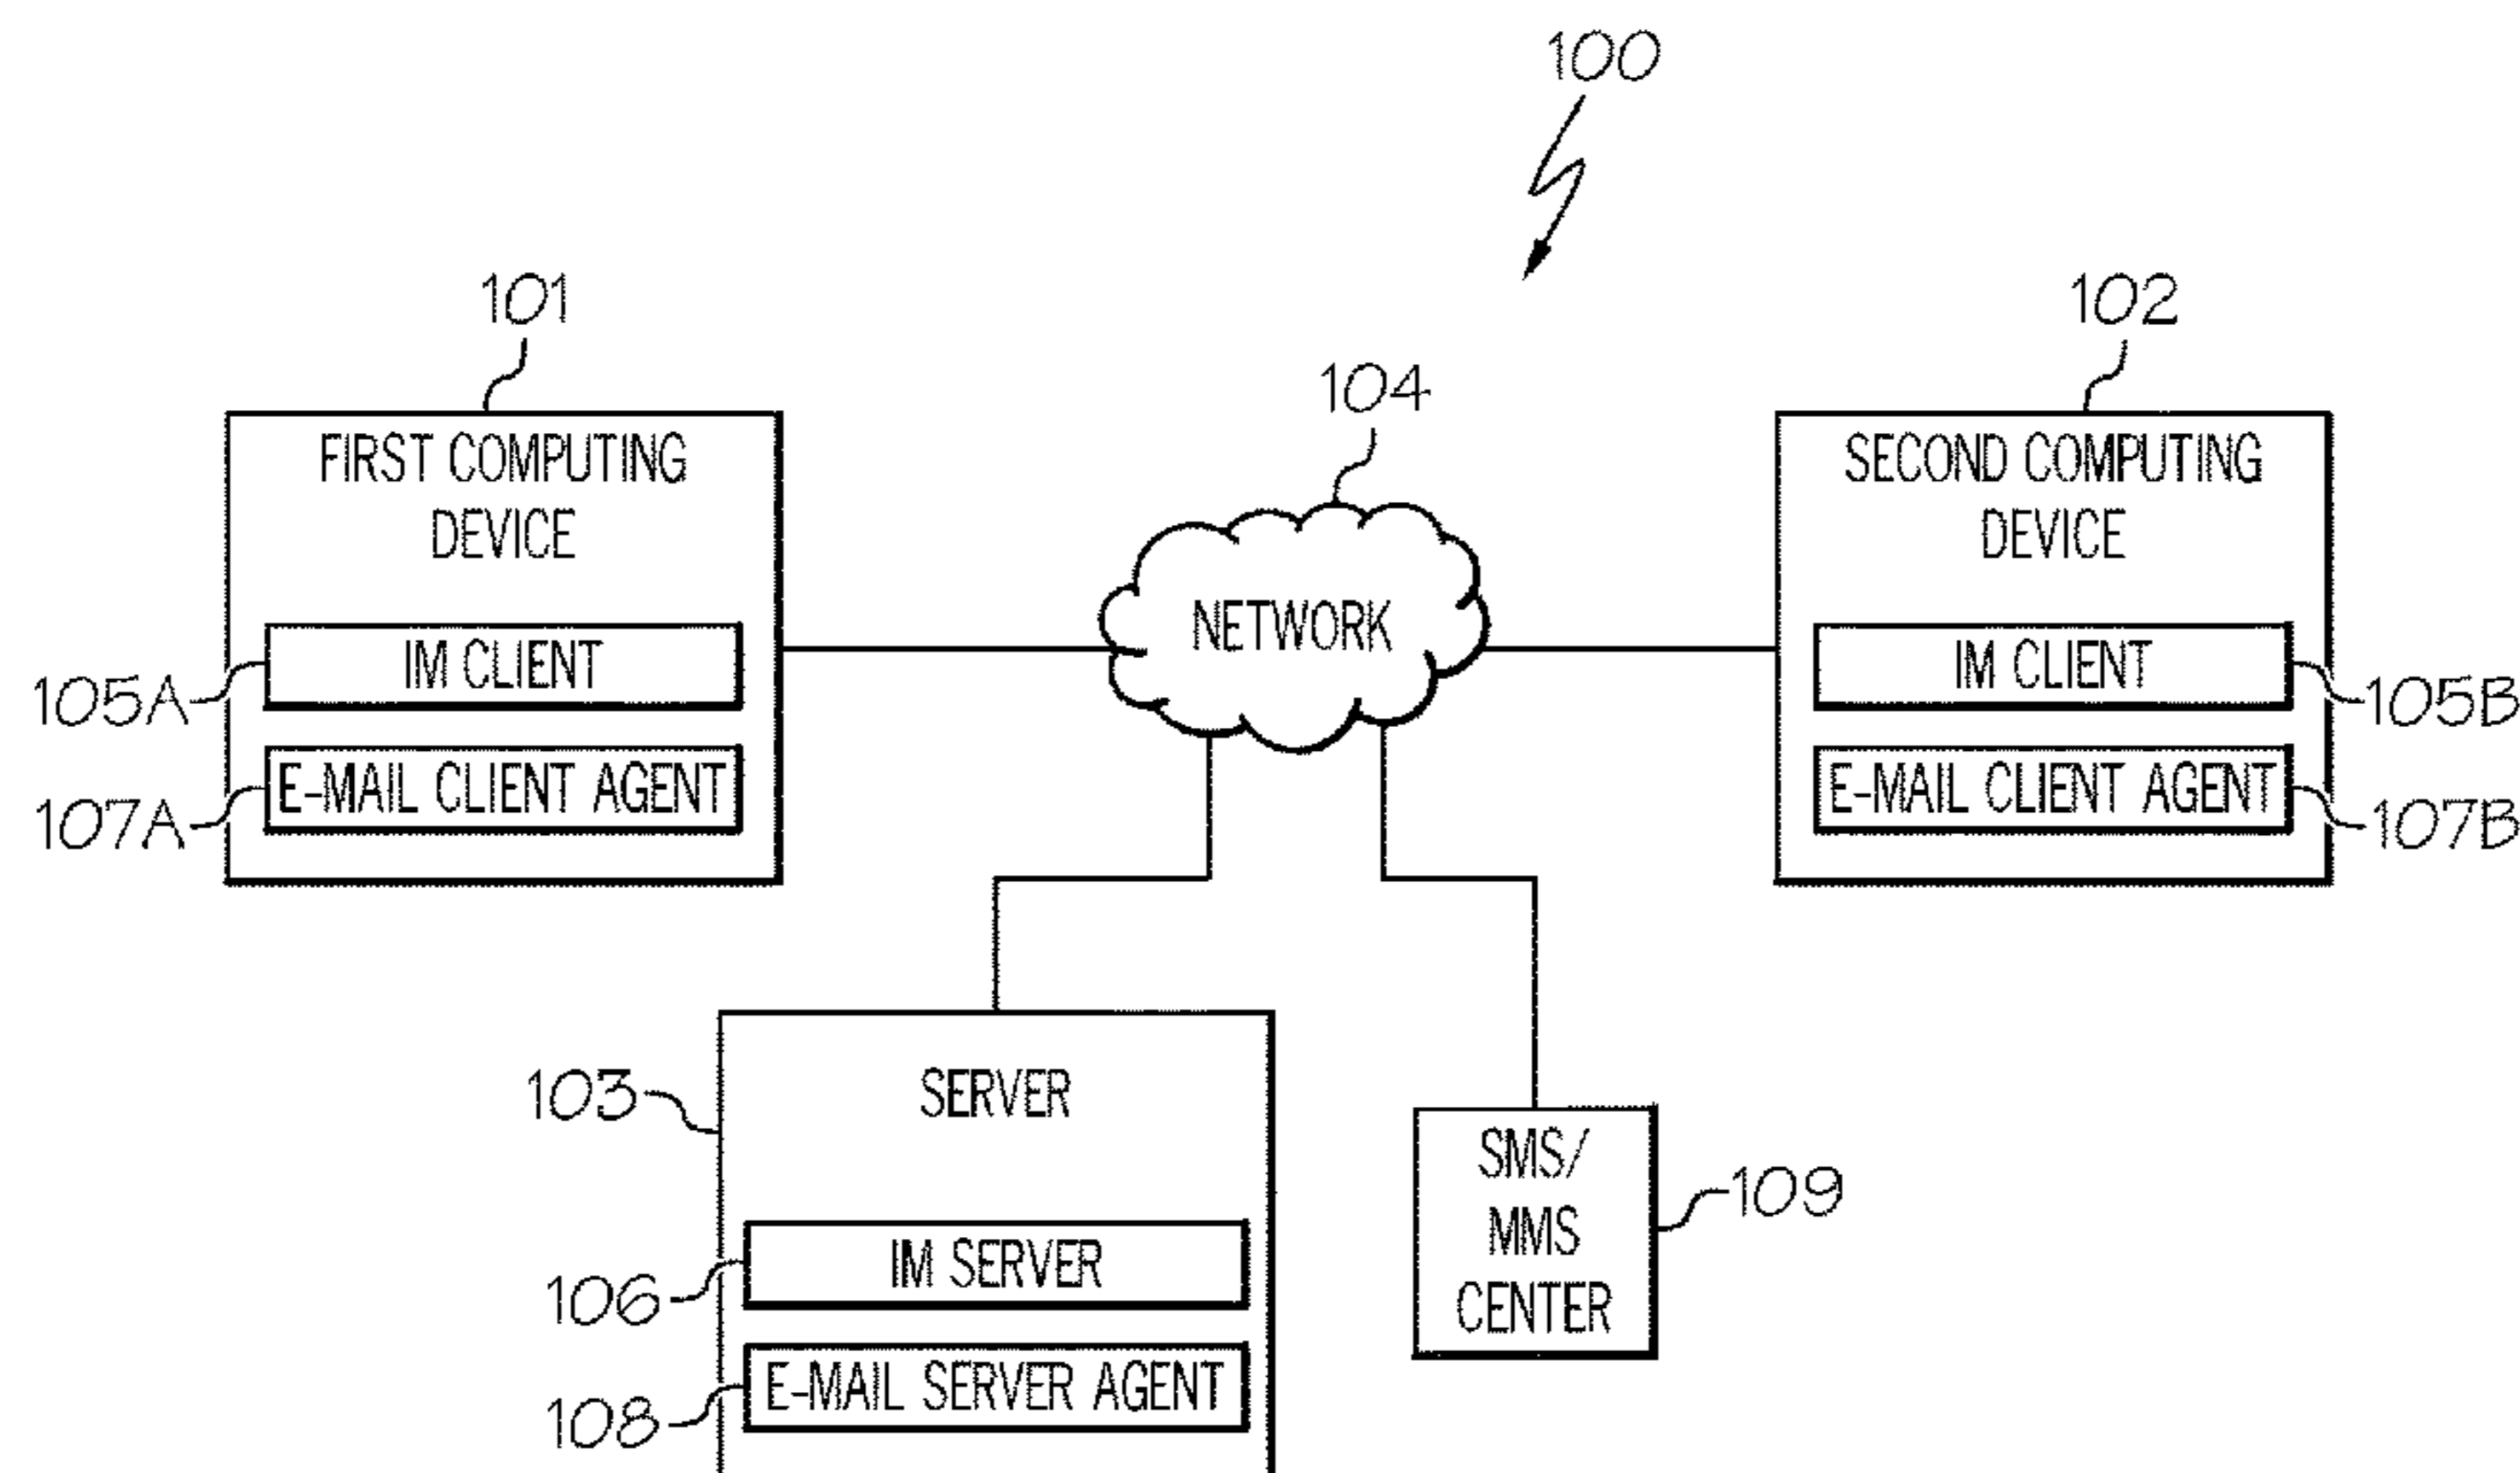 100
101
102
104
FIRST COMPUTING
DEVICE
SECOND COMPUTING
DEVICE
NETWORK
IM CLIENT
IM CLIENT
105A
105B
E-MAIL CLIENT AGENT
E-MAIL CLIENT AGENT
107A
107B
103
SERVER
SMS/
MMS
CENTER
109
IM SERVER
106
E-MAIL SERVER AGENT
108